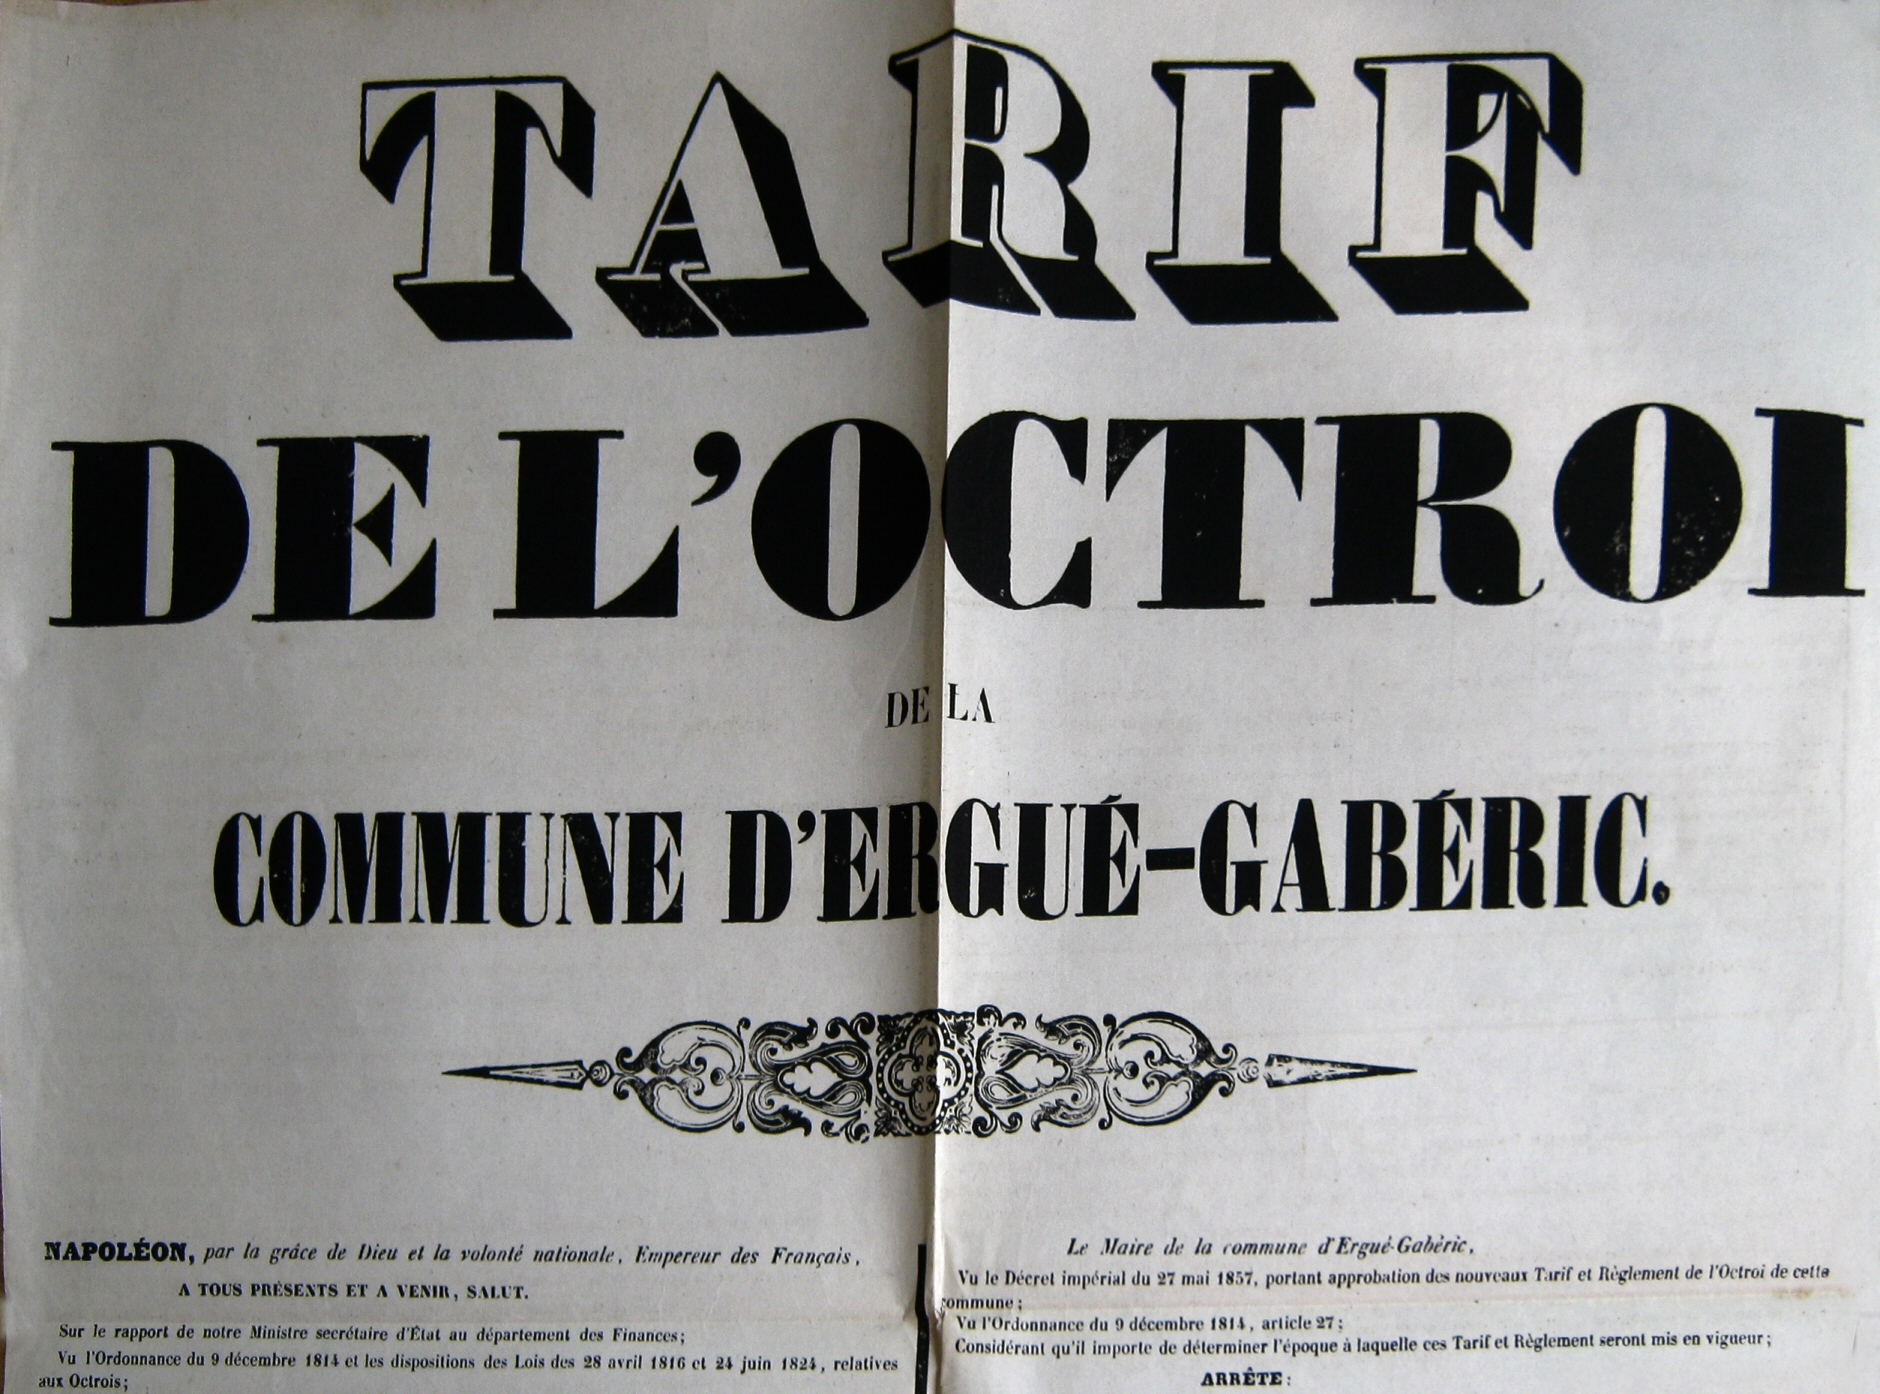 TARIF
DE L'OCTROI
DE LA
COMMUNE D'ERGUÉ-GABÉRIC.
NAPOLÉON, par la grâce de Dieu et la volonté nationale, Empereur des Français,
A TOUS PRÉSENTS ET A VENIR, SALUT.
Sur le rapport de notre Ministre secrétaire d'État au département des Finances;
Vu l'Ordonnance du 9 décembre 1814 et les dispositions des Lois des 28 avril 1816 et 24 juin 1824, relatives
aux Octrois;
Le Maire de la commune d'Ergué-Gabéric,
Vu le Décret impérial du 27 mai 1857, portant approbation des nouveaux Tarif et Règlement de l'Octroi de cette
commune;
Vu l'Ordonnance du 9 décembre 1814, article 27;
Considérant qu'il importe de déterminer l'époque à laquelle ces Tarif et Règlement seront mis en vigueur;
ARRÊTE: